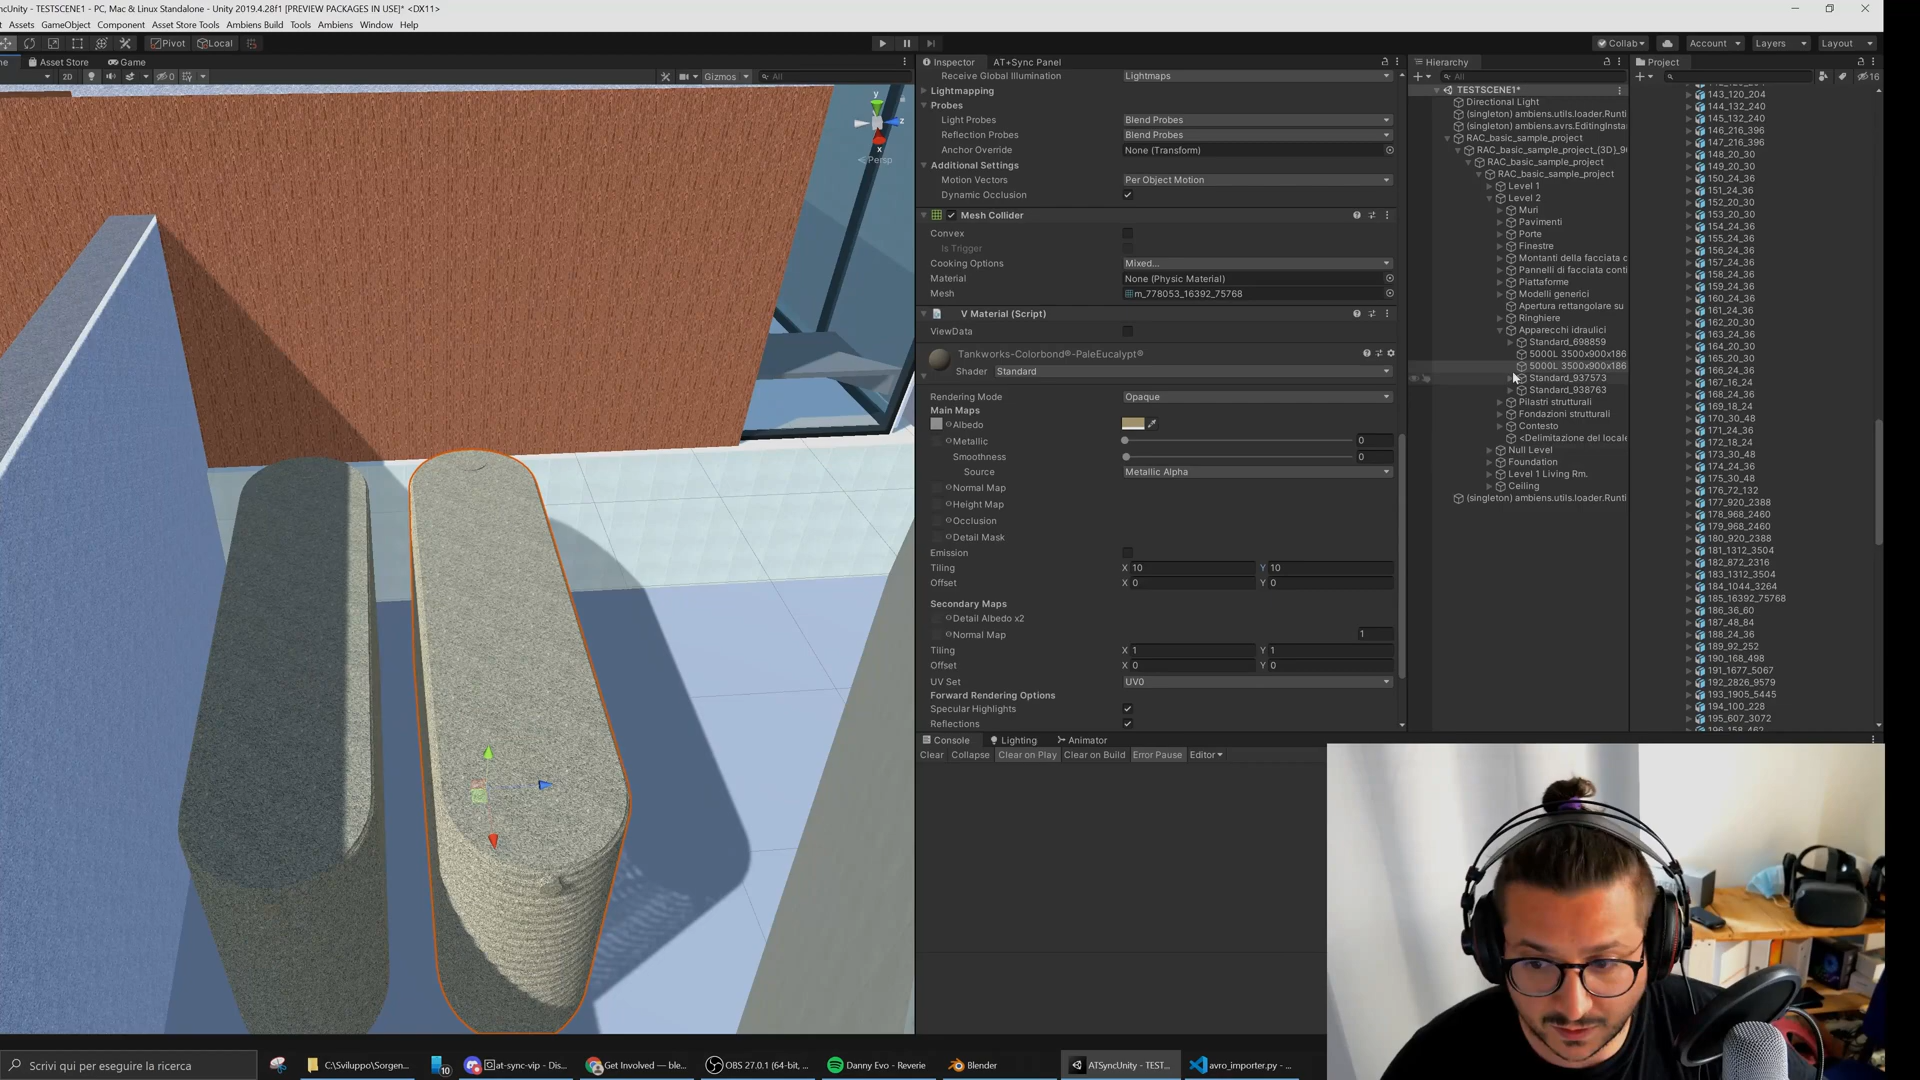 cUnity - TESTSCENE1 - PC, Mac & Linux Standalone - Unity 2019.4.28f1 [PREVIEW PACKAGES IN USE]* <DX11>
Assets GameObject Component Asset Store Tools Ambiens Build Tools Ambiens Window Help
Pivot Local Collab Account Layers Layout
Asset Store Game
2D 0 Gizmos All
y
z
x
Persp
Inspector AT+Sync Panel
Receive Global Illumination Lightmaps
Lightmapping
Probes
Light Probes Blend Probes
Reflection Probes Blend Probes
Anchor Override None (Transform)
Additional Settings
Motion Vectors Per Object Motion
Dynamic Occlusion
Mesh Collider
Convex
Is Trigger
Cooking Options Mixed...
Material None (Physic Material)
Mesh m_778053_16392_75768
V Material (Script)
ViewData
Tankworks-Colorbond®-PaleEucalypt®
Shader Standard
Rendering Mode Opaque
Main Maps
Albedo
Metallic 0
Smoothness 0
Source Metallic Alpha
Normal Map
Height Map
Occlusion
Detail Mask
Emission
Tiling X 10 Y 10
Offset X 0 Y 0
Secondary Maps
Detail Albedo x2
Normal Map 1
Tiling X 1 Y 1
Offset X 0 Y 0
UV Set UV0
Forward Rendering Options
Specular Highlights
Reflections
Console Lighting Animator
Clear Collapse Clear on Play Clear on Build Error Pause Editor
Hierarchy
All
TESTSCENE1*
Directional Light
(singleton) ambiens.utils.loader.Runti
(singleton) ambiens.avrs.EditingInsta
RAC_basic_sample_project
RAC_basic_sample_project_{3D}_9
RAC_basic_sample_project
RAC_basic_sample_project
Level 1
Level 2
Muri
Pavimenti
Porte
Finestre
Montanti della facciata c
Pannelli di facciata conti
Piattaforme
Modelli generici
Apertura rettangolare su
Ringhiere
Apparecchi idraulici
Standard_698859
5000L 3500x900x186
5000L 3500x900x186
Standard_937573
Standard_938763
Pilastri strutturali
Fondazioni strutturali
Contesto
<Delimitazione del locale
Null Level
Foundation
Level 1 Living Rm.
Ceiling
(singleton) ambiens.utils.loader.Runti
Project
16
143_120_204
144_132_240
145_132_240
146_216_396
147_216_396
148_20_30
149_20_30
150_24_36
151_24_36
152_20_30
153_20_30
154_24_36
155_24_36
156_24_36
157_24_36
158_24_36
159_24_36
160_24_36
161_24_36
162_20_30
163_24_36
164_20_30
165_20_30
166_24_36
167_16_24
168_24_36
169_18_24
170_30_48
171_24_36
172_18_24
173_30_48
174_24_36
175_30_48
176_72_132
177_920_2388
178_968_2460
179_968_2460
180_920_2388
181_1312_3504
182_872_2316
183_1312_3504
184_1044_3264
185_16392_75768
186_36_60
187_48_84
188_24_36
189_92_252
190_168_498
191_1677_5067
192_2826_9579
193_1905_5445
194_100_228
195_607_3072
196_158_462
Scrivi qui per eseguire la ricerca
C:\Sviluppo\Sorgen...
10
at-sync-vip - Dis...
Get Involved — ble...
OBS 27.0.1 (64-bit, ...
Danny Evo - Reverie
Blender
ATSyncUnity - TEST...
avro_importer.py - ...